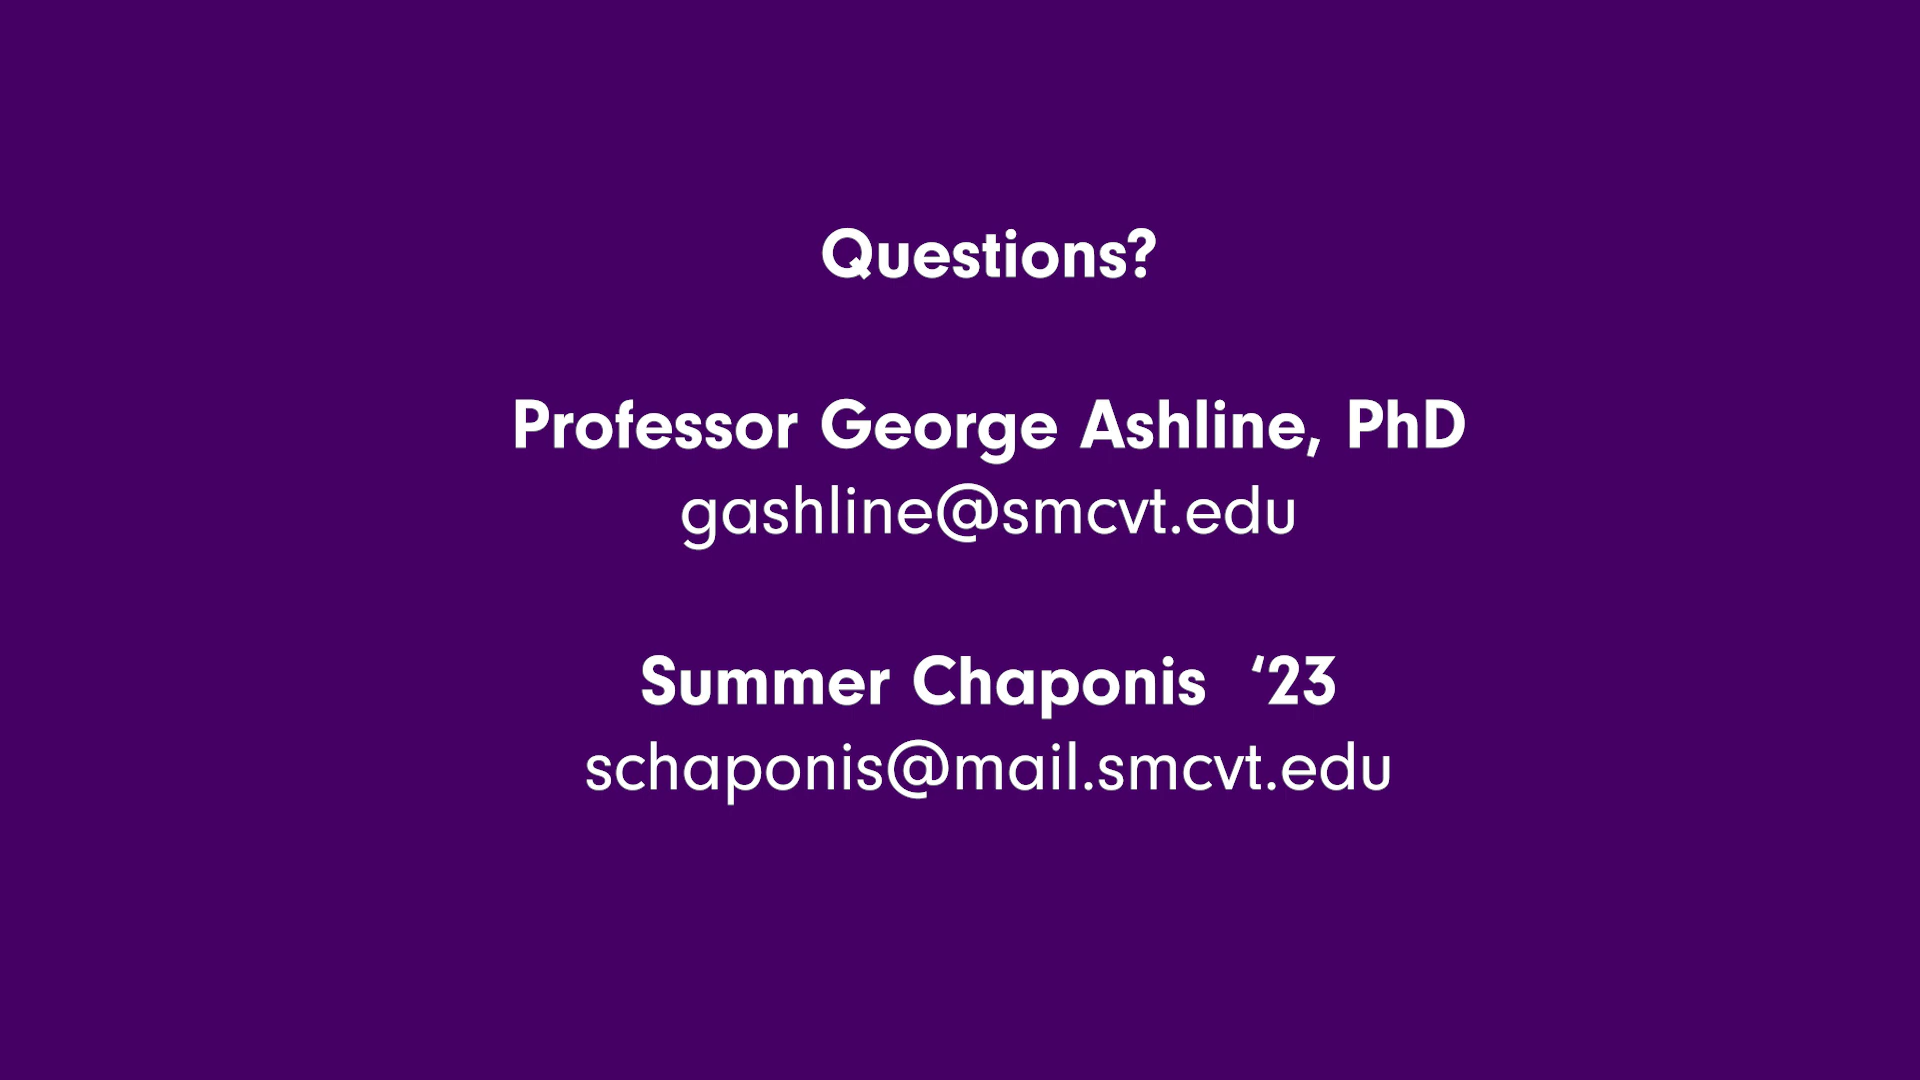 Questions?
Professor George Ashline, PhD
gashline@smcvt.edu
Summer Chaponis ‘23
schaponis@mail.smcvt.edu